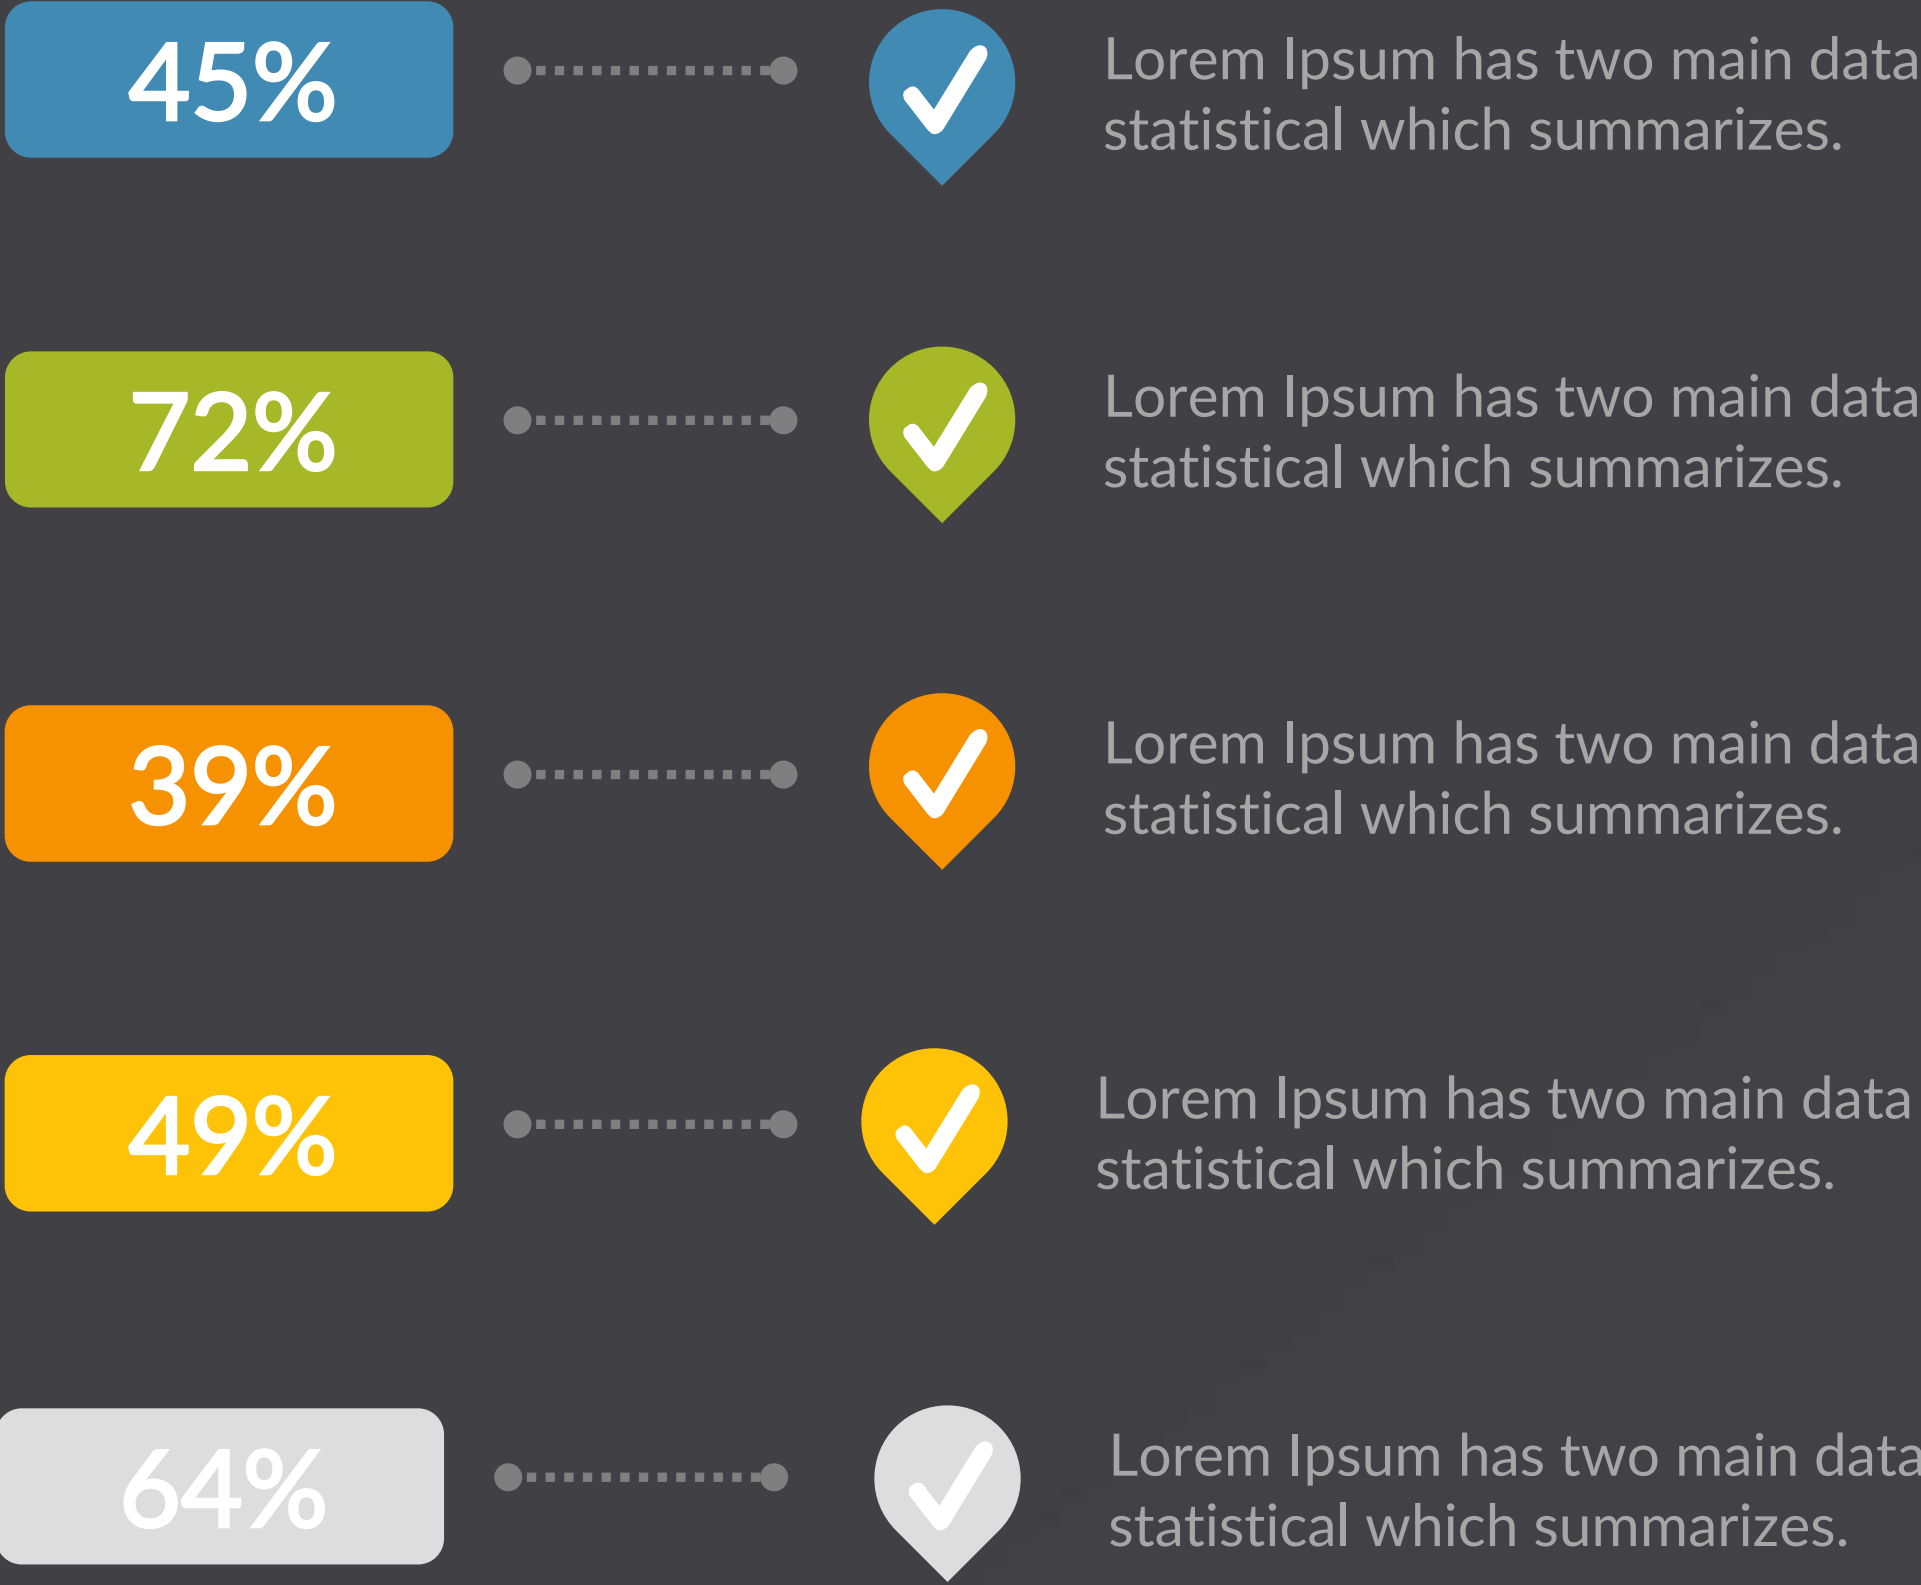 45%
Lorem Ipsum has two main data
statistical which summarizes.
72%
Lorem Ipsum has two main data
statistical which summarizes.
39%
Lorem Ipsum has two main data
statistical which summarizes.
49%
Lorem Ipsum has two main data
statistical which summarizes.
64%
Lorem Ipsum has two main data
statistical which summarizes.